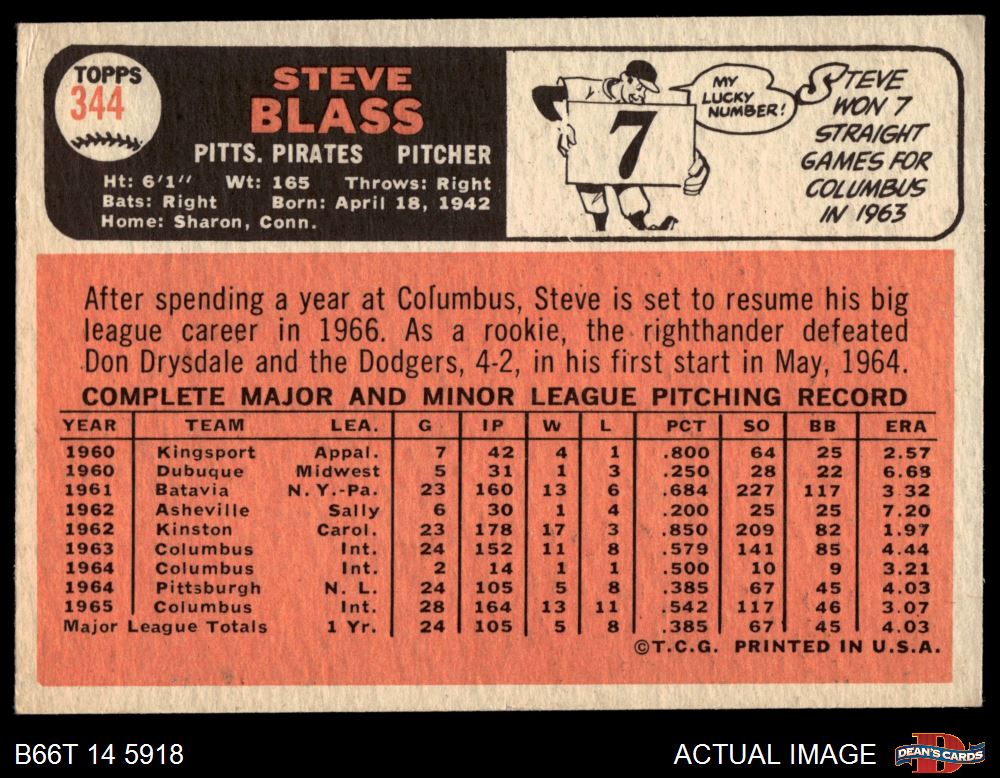 TOPPS
344
STEVE
BLASS
PITTS. PIRATES PITCHER
Ht: 6'1" Wt: 165 Throws: Right
Bats: Right Born: April 18, 1942
Home: Sharon, Conn.
MY
LUCKY
NUMBER!
7
STEVE
WON 7
STRAIGHT
GAMES FOR
COLUMBUS
IN 1963
After spending a year at Columbus, Steve is set to resume his big
league career in 1966. As a rookie, the righthander defeated
Don Drysdale and the Dodgers, 4-2, in his first start in May, 1964.
COMPLETE MAJOR AND MINOR LEAGUE PITCHING RECORD
YEAR TEAM LEA. G IP W L PCT SO BB ERA
1960 Kingsport Appal. 7 42 4 1 .800 64 25 2.57
1960 Dubuque Midwest 5 31 1 3 .250 28 22 6.68
1961 Batavia N.Y.-Pa. 23 160 13 6 .684 227 117 3.32
1962 Asheville Sally 6 30 1 4 .200 25 25 7.20
1962 Kinston Carol. 23 178 17 3 .850 209 82 1.97
1963 Columbus Int. 24 152 11 8 .579 141 85 4.44
1964 Columbus Int. 2 14 1 1 .500 10 9 3.21
1964 Pittsburgh N. L. 24 105 5 8 .385 67 45 4.03
1965 Columbus Int. 28 164 13 11 .542 117 46 3.07
Major League Totals 1 Yr. 24 105 5 8 .385 67 45 4.03
©T.C.G. PRINTED IN U.S.A.
B66T 14 5918
ACTUAL IMAGE
DEAN'S CARDS